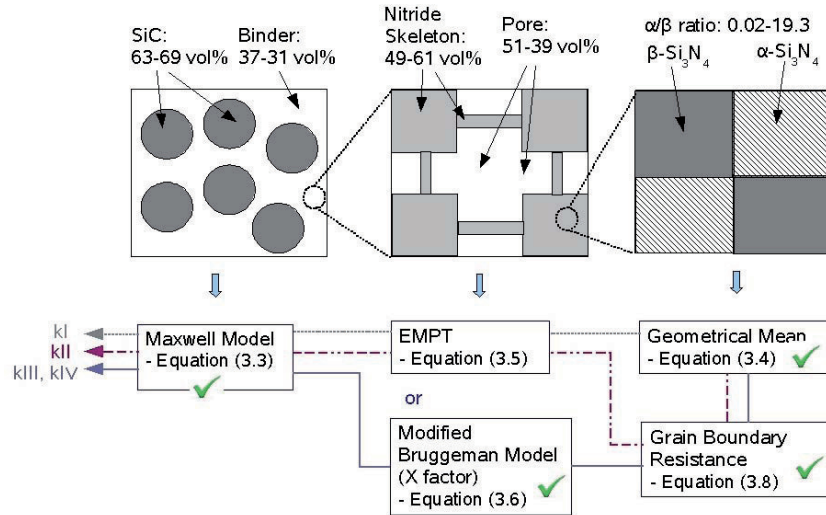 SiC:
63-69 vol%
Binder:
37-31 vol%
Nitride
Skeleton:
49-61 vol%
Pore:
51-39 vol%
α/β ratio: 0.02-19.3
β-Si₃N₄
α-Si₃N₄
kI
kII
kIII, kIV
Maxwell Model
- Equation (3.3)
EMPT
- Equation (3.5)
Geometrical Mean
- Equation (3.4)
or
Modified
Bruggeman Model
(X factor)
- Equation (3.6)
Grain Boundary
Resistance
- Equation (3.8)